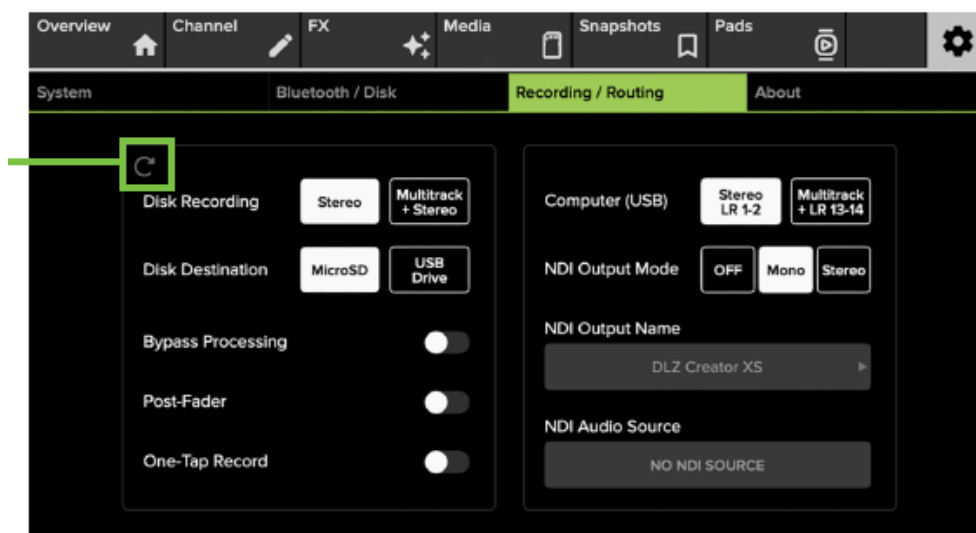 Overview
Channel
FX
Media
Snapshots
Pads
System
Bluetooth / Disk
Recording / Routing
About
Disk Recording
Stereo
Multitrack
+ Stereo
Disk Destination
MicroSD
USB
Drive
Bypass Processing
Post-Fader
One-Tap Record
Computer (USB)
Stereo
LR 1-2
Multitrack
+ LR 13-14
NDI Output Mode
OFF
Mono
Stereo
NDI Output Name
DLZ Creator XS
NDI Audio Source
NO NDI SOURCE